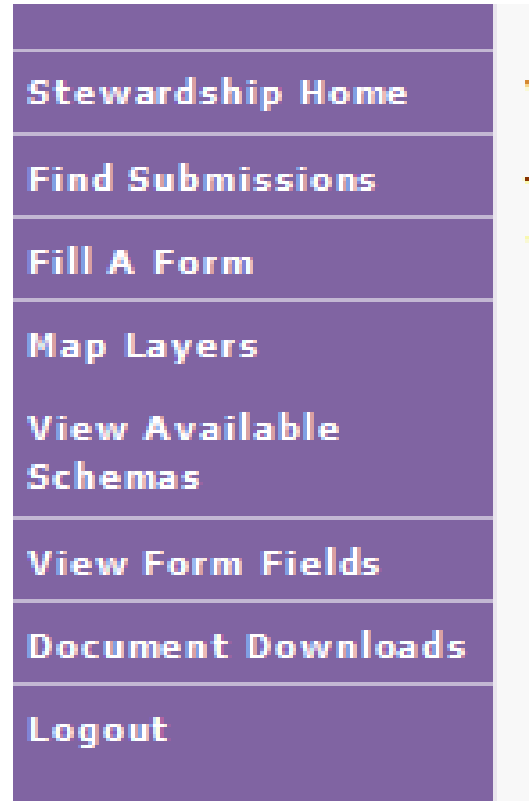 Stewardship Home
Find Submissions
Fill A Form
Map Layers
View Available
Schemas
View Form Fields
Document Downloads
Logout